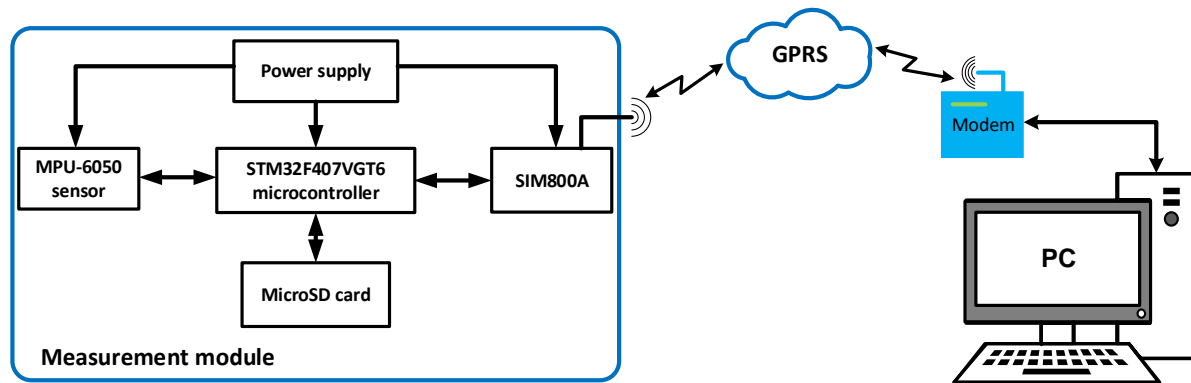 Power supply
MPU-6050
sensor
STM32F407VGT6
microcontroller
SIM800A
MicroSD card
Measurement module
GPRS
Modem
PC